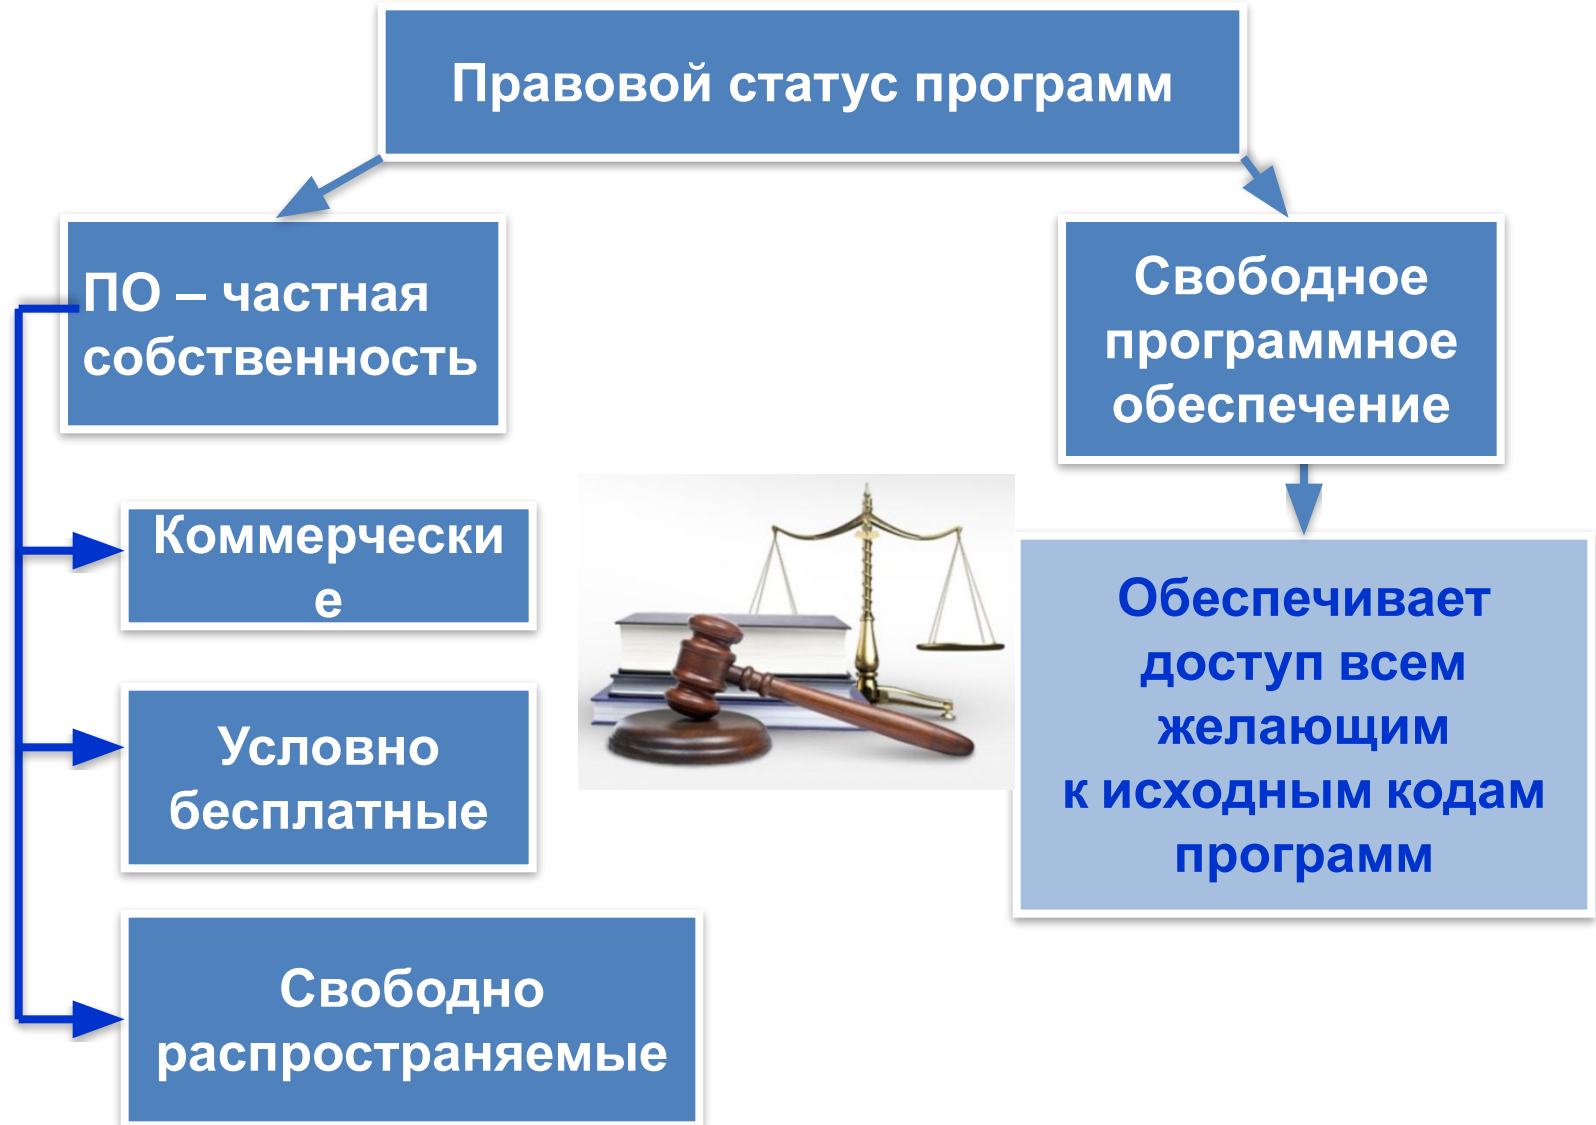 Правовой статус программ
ПО – частная
собственность
Коммерчески
е
Условно
бесплатные
Свободно
распространяемые
Свободное
программное
обеспечение
Обеспечивает
доступ всем
желающим
к исходным кодам
программ